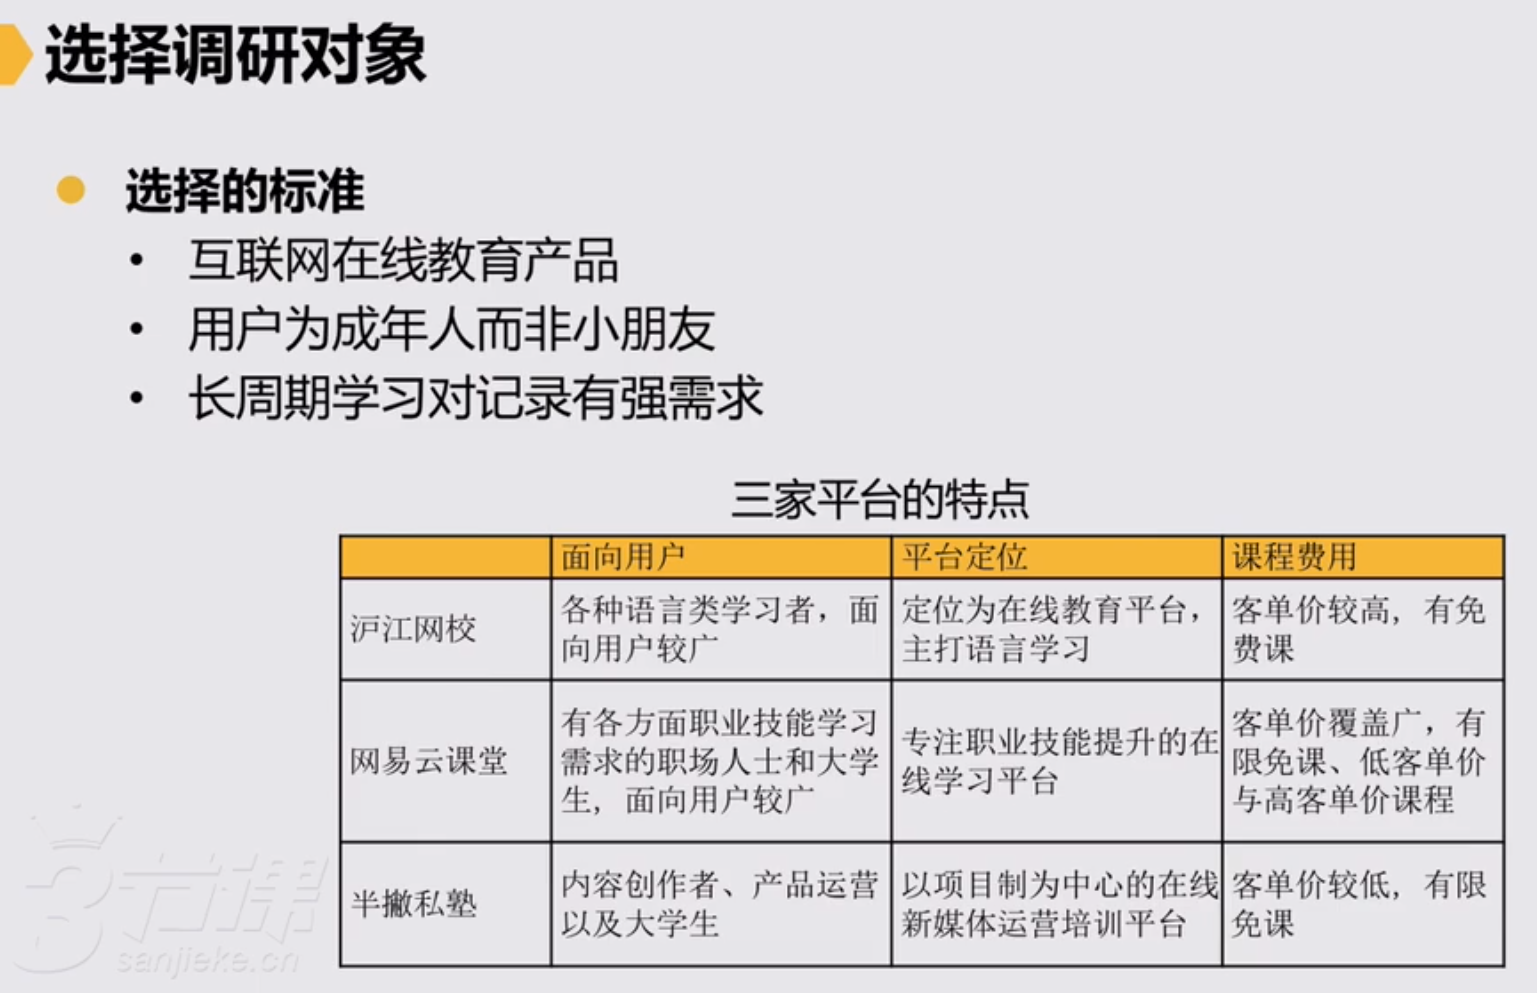 选择调研对象
选择的标准
• 互联网在线教育产品
• 用户为成年人而非小朋友
• 长周期学习对记录有强需求
三家平台的特点
面向用户 平台定位 课程费用
沪江网校
各种语言类学习者，面
向用户较广
定位为在线教育平台，
主打语言学习
客单价较高，有免
费课
网易云课堂
有各方面职业技能学习
需求的职场人士和大学
生，面向用户较广
专注职业技能提升的在
线学习平台
客单价覆盖广，有
限免课、低客单价
与高客单价课程
半撇私塾
内容创作者、产品运营
以及大学生
以项目制为中心的在线
新媒体运营培训平台
客单价较低，有限
免课
3节课
sanjieke.cn